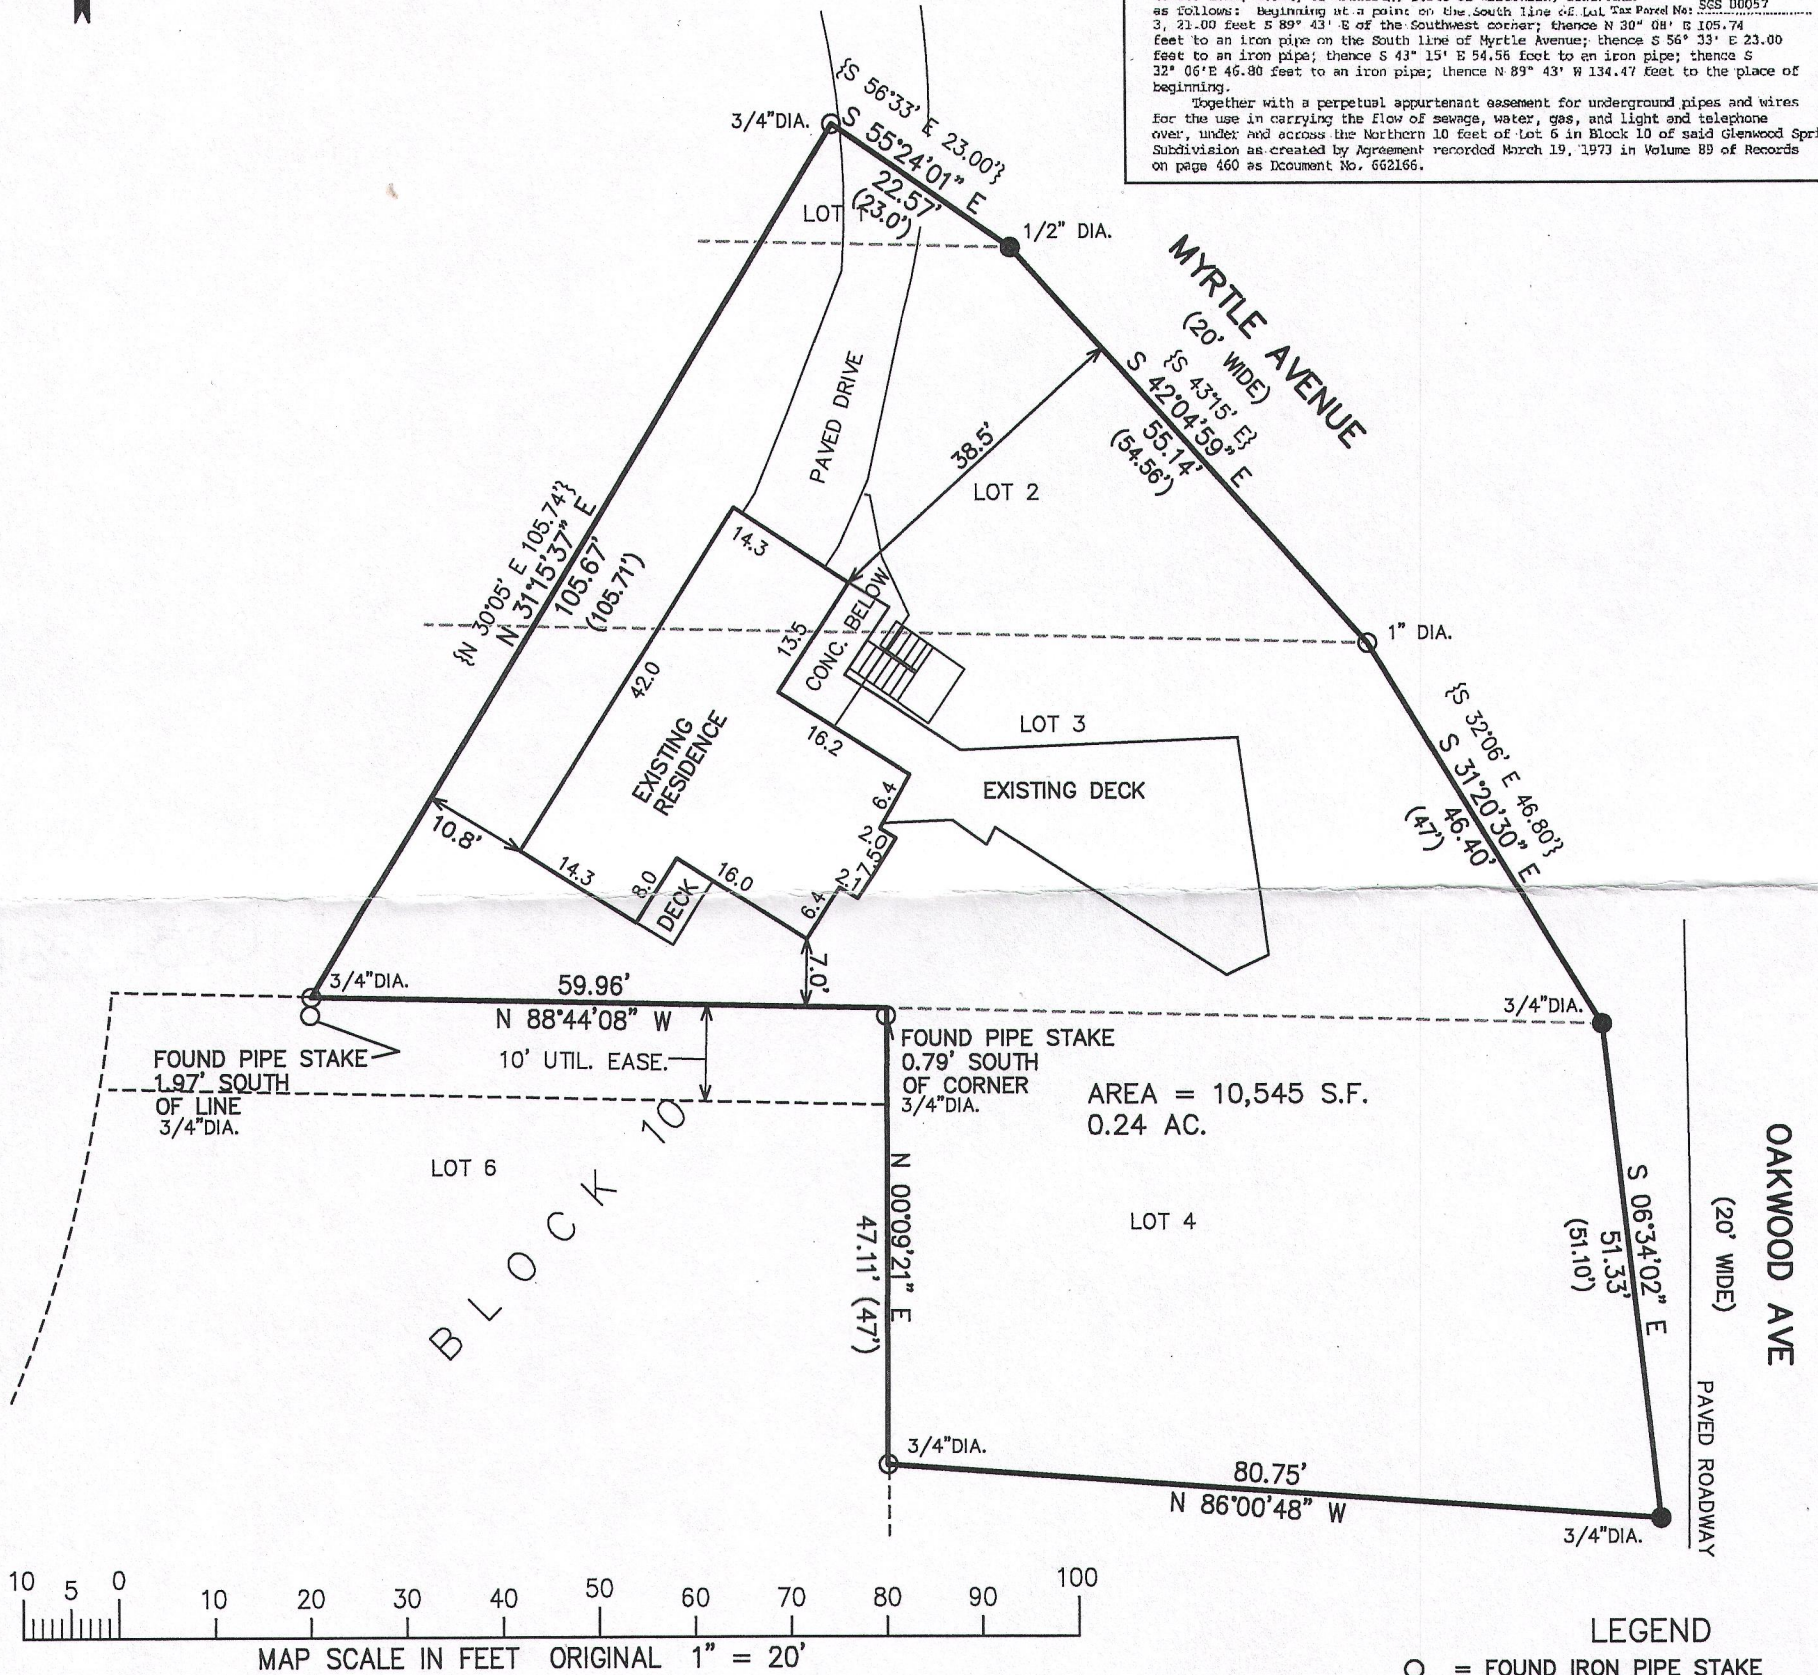 as follows: Beginning at a point on the South line of Lot Tax Parcel No: SGS 00057
3, 21.00 feet S 89° 43' E of the Southwest corner; thence N 30° 08' E 105.74
feet to an iron pipe on the South line of Myrtle Avenue; thence S 56° 33' E 23.00
feet to an iron pipe; thence S 43° 15' E 54.56 feet to an iron pipe; thence S
32° 06'E 46.80 feet to an iron pipe; thence N 89° 43' W 134.47 feet to the place of
beginning.
Together with a perpetual appurtenant easement for underground pipes and wires
for the use in carrying the flow of sewage, water, gas, and light and telephone
over, under and across the Northern 10 feet of Lot 6 in Block 10 of said Glenwood Spri
Subdivision as created by Agreement recorded March 19, 1973 in Volume 89 of Records
on page 460 as Document No. 662166.
{S 56°33' E 23.00'}
3/4"DIA.
S 55°24'01" E
22.57'
(23.0')
LOT 1
1/2" DIA.
MYRTLE AVENUE
(20' WIDE)
{S 43°15' E}
S 42°04'59" E
55.14'
(54.56')
PAVED DRIVE
38.5'
LOT 2
{N 30°05' E 105.74'}
N 31°15'37" E
105.67'
(105.71')
14.3
CONC. BELOW
13.5
1" DIA.
42.0
LOT 3
16.2
EXISTING
RESIDENCE
EXISTING DECK
{S 32°06' E 46.80'}
S 31°20'30" E
46.40'
(47')
6.4
2.0
7.50
2.1
10.8'
14.3
8.0
DECK
16.0
6.4
7.0'
3/4"DIA.
59.96'
N 88°44'08" W
3/4"DIA.
FOUND PIPE STAKE
1.97' SOUTH
OF LINE
3/4"DIA.
10' UTIL. EASE.
FOUND PIPE STAKE
0.79' SOUTH
OF CORNER
3/4"DIA.
AREA = 10,545 S.F.
0.24 AC.
LOT 6
BLOCK 10
N 00°09'21" E
47.11' (47')
LOT 4
S 06°34'02" E
51.33'
(51.10')
OAKWOOD AVE
(20' WIDE)
PAVED ROADWAY
3/4"DIA.
80.75'
N 86°00'48" W
3/4"DIA.
10 5 0 10 20 30 40 50 60 70 80 90 100
MAP SCALE IN FEET ORIGINAL 1" = 20'
LEGEND
= FOUND IRON PIPE STAKE